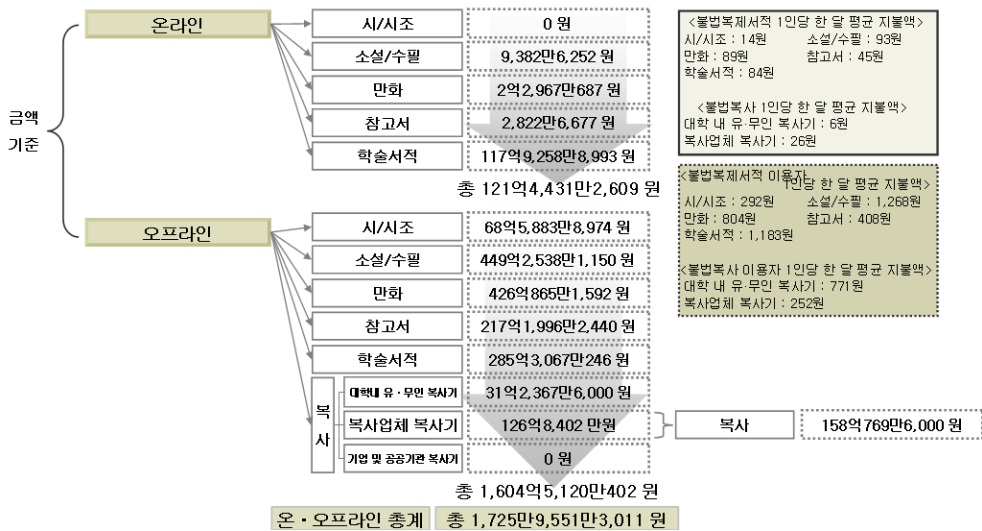 금액
기준
온라인
시/시조 0 원
소설/수필 9,382만6,252 원
만화 2억 2,967만687 원
참고서 2,822만6,677 원
학술서적 117억 9,258만8,993 원
총 121억 4,431만2,609 원
오프라인
시/시조 68억 5,883만8,974 원
소설/수필 449억 2,538만1,150 원
만화 426억 865만1,592 원
참고서 217억 1,996만2,440 원
학술서적 285억 3,067만246 원
복사
대학내 유·무인 복사기 31억 2,367만6,000 원
복사업체 복사기 126억 8,402 만원
기업 및 공공기관 복사기 0 원
복사 158억 769만6,000 원
총 1,604억 5,120만402 원
온·오프라인 총계 총 1,725만9,551만3,011 원
<불법복제서적 1인당 한 달 평균 지불액>
시/시조 : 14원 소설/수필 : 93원
만화 : 89원 참고서 : 45원
학술서적 : 84원
<불법복사 1인당 한 달 평균 지불액>
대학 내 유·무인 복사기 : 6원
복사업체 복사기 : 26원
<불법복제서적 이용자
1인당 한 달 평균 지불액>
시/시조 : 292원 소설/수필 : 1,268원
만화 : 804원 참고서 : 408원
학술서적 : 1,183원
<불법복사 이용자 1인당 한 달 평균 지불액>
대학 내 유·무인 복사기 : 771원
복사업체 복사기 : 252원